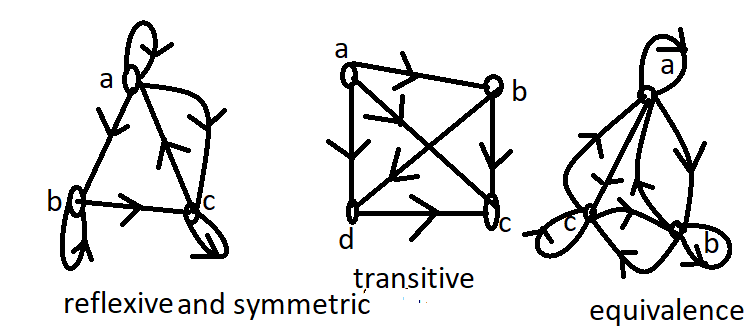 a
b
c
reflexive and symmetric
a
b
d
c
transitive
a
c
b
equivalence